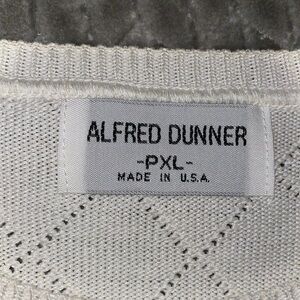 ALFRED DUNNER
-PXL-
MADE IN U.S.A.